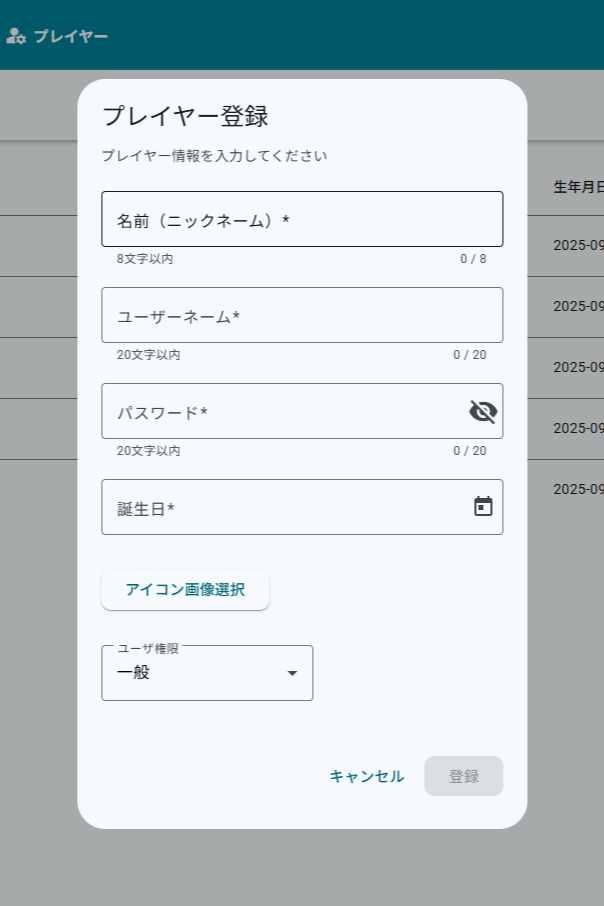 プレイヤー
プレイヤー登録
プレイヤー情報を入力してください
生年月日
名前（ニックネーム）*
8文字以内 0 / 8
2025-09
ユーザーネーム*
2025-09
20文字以内 0 / 20
2025-09
パスワード*
2025-09
20文字以内 0 / 20
2025-09
誕生日*
アイコン画像選択
ユーザ権限
一般
キャンセル 登録